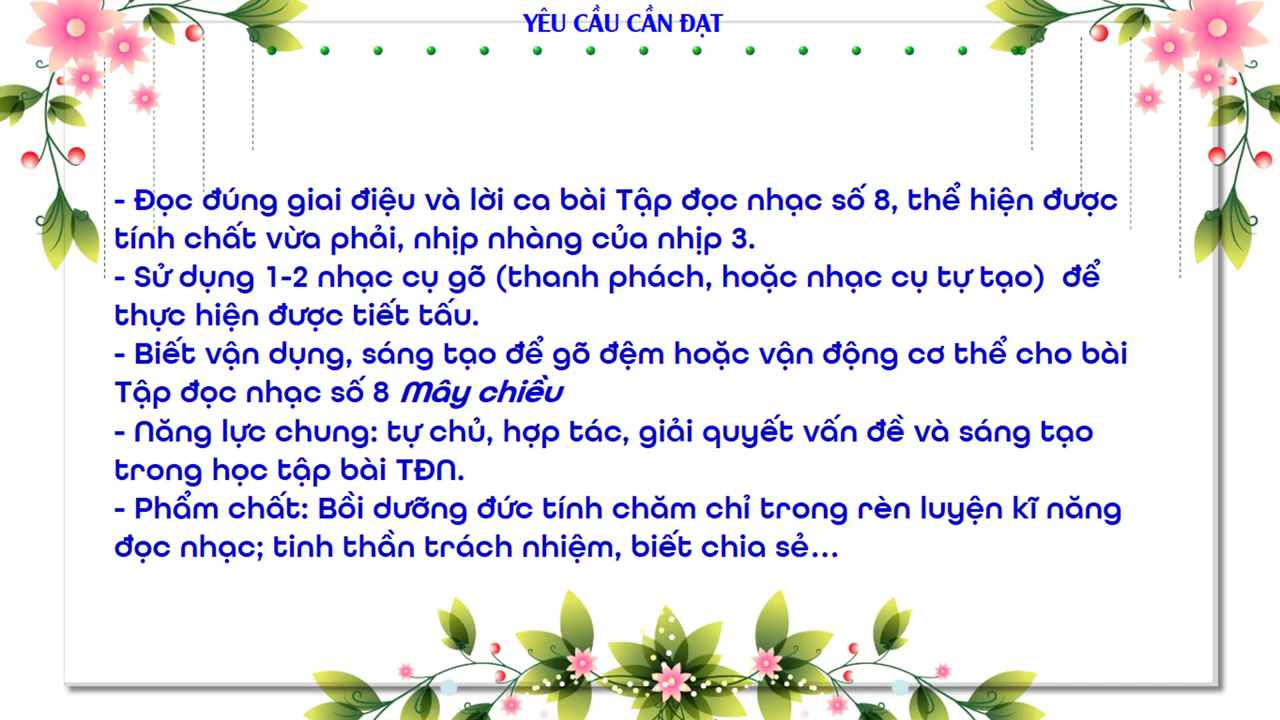 YÊU CẦU CẦN ĐẠT
- Đọc đúng giai điệu và lời ca bài Tập đọc nhạc số 8, thể hiện được
tính chất vừa phải, nhịp nhàng của nhịp 3.
- Sử dụng 1-2 nhạc cụ gõ (thanh phách, hoặc nhạc cụ tự tạo) để
thực hiện được tiết tấu.
- Biết vận dụng, sáng tạo để gõ đệm hoặc vận động cơ thể cho bài
Tập đọc nhạc số 8 Mây chiều
- Năng lực chung: tự chủ, hợp tác, giải quyết vấn đề và sáng tạo
trong học tập bài TĐN.
- Phẩm chất: Bồi dưỡng đức tính chăm chỉ trong rèn luyện kĩ năng
đọc nhạc; tinh thần trách nhiệm, biết chia sẻ...